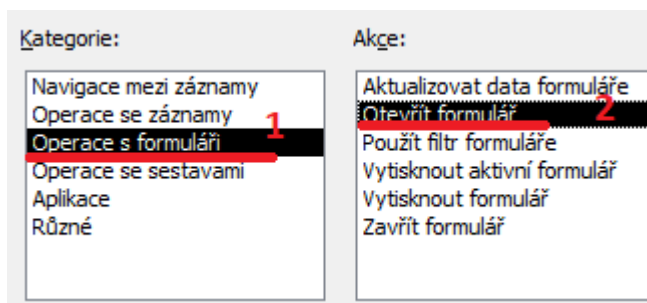 Kategorie:
Navigace mezi záznamy
Operace se záznamy
Operace s formuláři
Operace se sestavami
Aplikace
Různé
1
Akce:
Aktualizovat data formuláře
Otevřít formulář
Použít filtr formuláře
Vytisknout aktivní formulář
Vytisknout formulář
Zavřít formulář
2